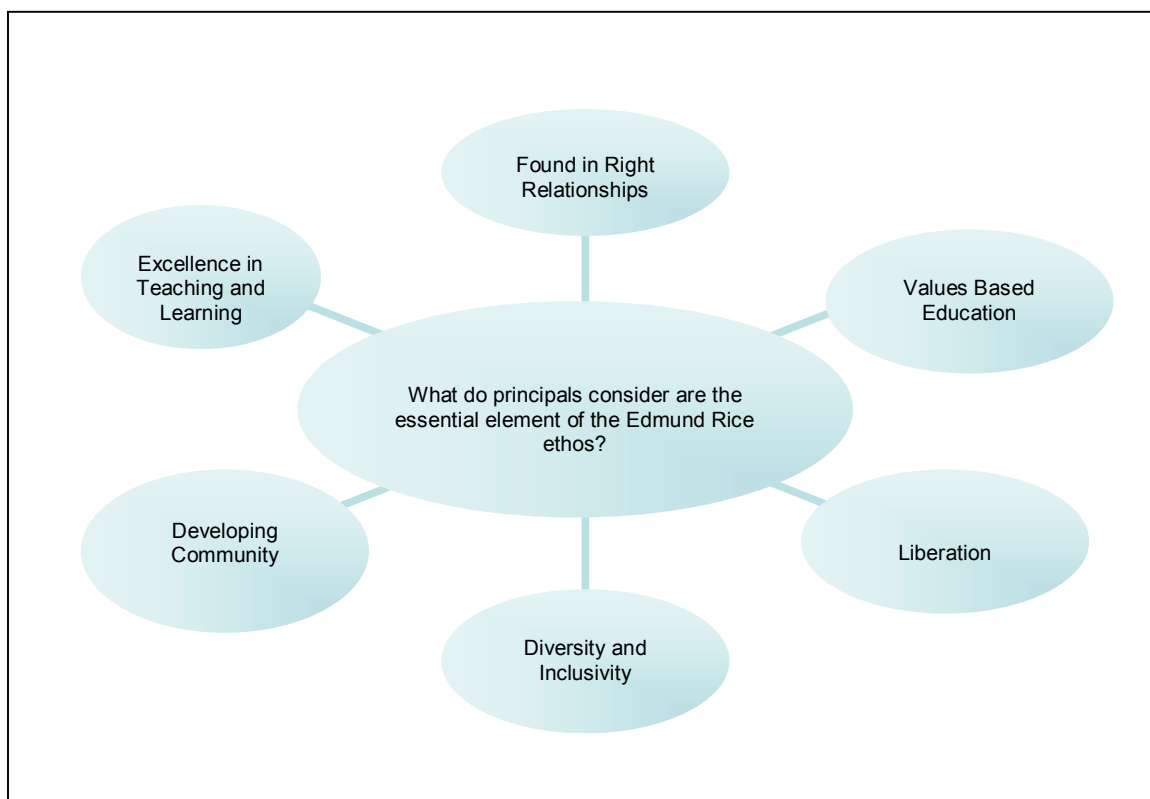 Found in Right
Relationships
Excellence in
Teaching and
Learning
Values Based
Education
What do principals consider are the
essential element of the Edmund Rice
ethos?
Developing
Community
Liberation
Diversity and
Inclusivity